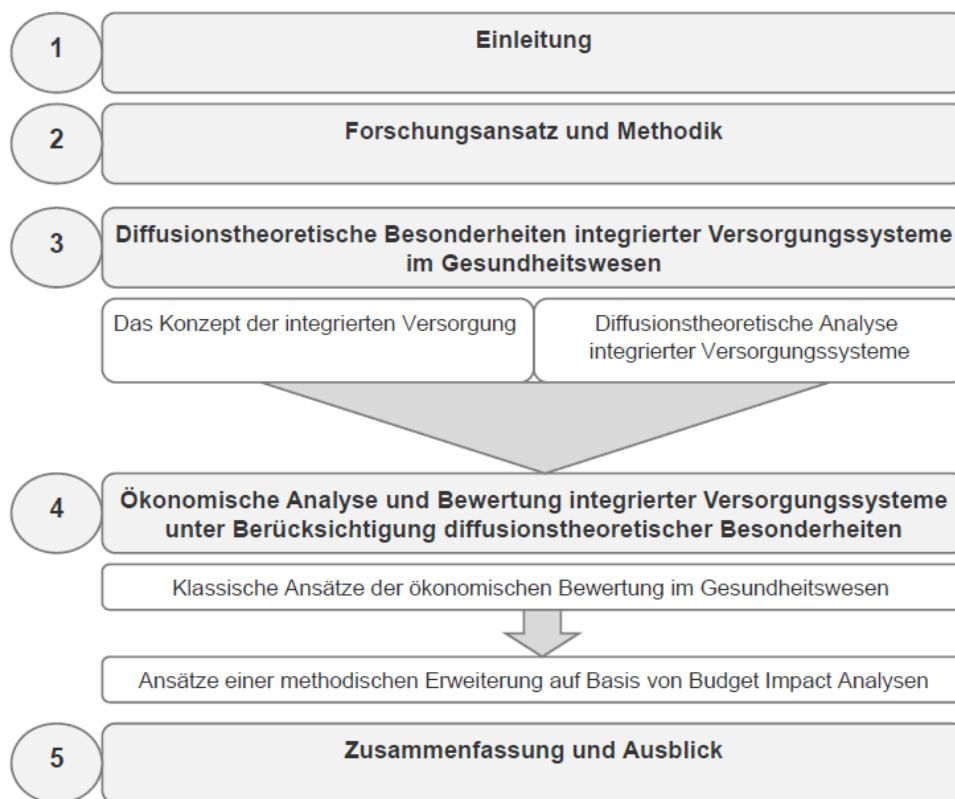 1
Einleitung
2
Forschungsansatz und Methodik
3
Diffusionstheoretische Besonderheiten integrierter Versorgungssysteme
im Gesundheitswesen
Das Konzept der integrierten Versorgung
Diffusionstheoretische Analyse
integrierter Versorgungssysteme
4
Ökonomische Analyse und Bewertung integrierter Versorgungssysteme
unter Berücksichtigung diffusionstheoretischer Besonderheiten
Klassische Ansätze der ökonomischen Bewertung im Gesundheitswesen
Ansätze einer methodischen Erweiterung auf Basis von Budget Impact Analysen
5
Zusammenfassung und Ausblick